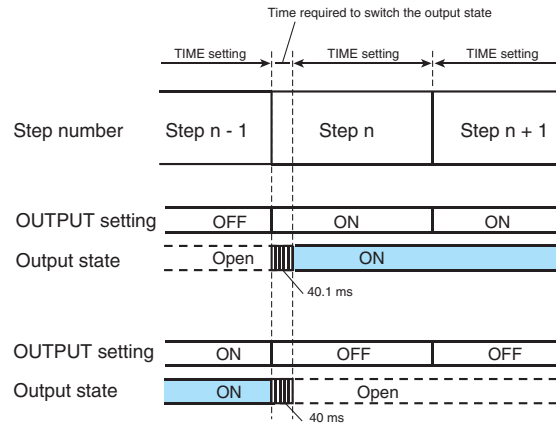 Time required to switch the output state
TIME setting TIME setting TIME setting
Step number Step n - 1 Step n Step n + 1
OUTPUT setting OFF ON ON
Output state Open ON
40.1 ms
OUTPUT setting ON OFF OFF
Output state ON Open
40 ms